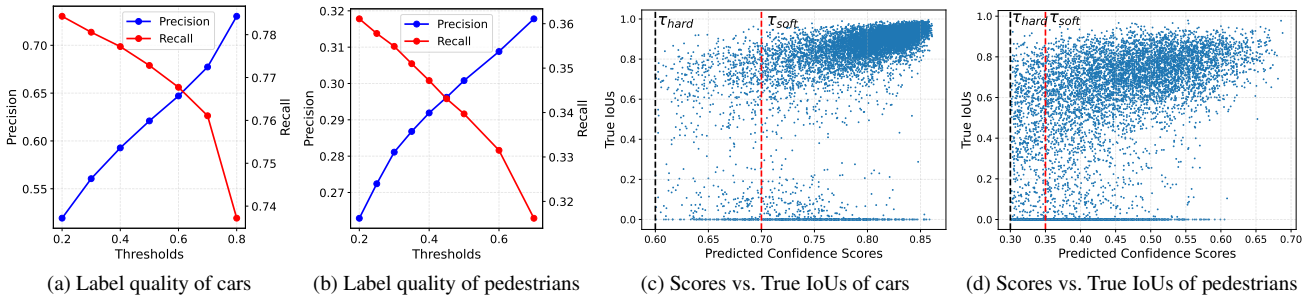 Precision
Recall
0.70
0.65
0.60
0.55
Precision
0.78
0.77
0.76
0.75
0.74
Recall
0.2 0.4 0.6 0.8
Thresholds
(a) Label quality of cars
Precision
Recall
0.32
0.31
0.30
0.29
0.28
0.27
Precision
0.36
0.35
0.34
0.33
0.32
Recall
0.2 0.4 0.6
Thresholds
(b) Label quality of pedestrians
τhard τsoft
1.0
0.8
0.6
0.4
0.2
0.0
True IoUs
0.60 0.65 0.70 0.75 0.80 0.85
Predicted Confidence Scores
(c) Scores vs. True IoUs of cars
τhard τsoft
1.0
0.8
0.6
0.4
0.2
0.0
True IoUs
0.30 0.35 0.40 0.45 0.50 0.55 0.60 0.65 0.70
Predicted Confidence Scores
(d) Scores vs. True IoUs of pedestrians